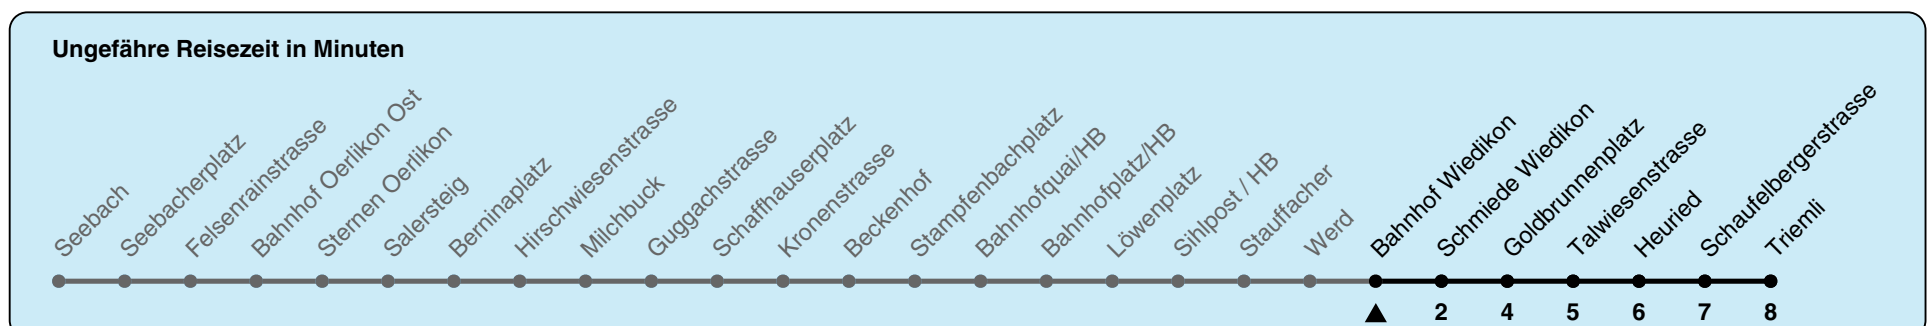 Ungefähre Reisezeit in Minuten
Seebach
Seebacherplatz
Felsenrainstrasse
Bahnhof Oerlikon Ost
Sternen Oerlikon
Salersteig
Berninaplatz
Hirschwiesenstrasse
Milchbuck
Guggachstrasse
Schaffhauserplatz
Kronenstrasse
Beckenhof
Stampfenbachplatz
Bahnhofquai/HB
Bahnhofplatz/HB
Löwenplatz
Sihlpost / HB
Stauffacher
Werd
Bahnhof Wiedikon
Schmiede Wiedikon
Goldbrunnenplatz
Talwiesenstrasse
Heuried
Schaufelbergerstrasse
Triemli
2 4 5 6 7 8